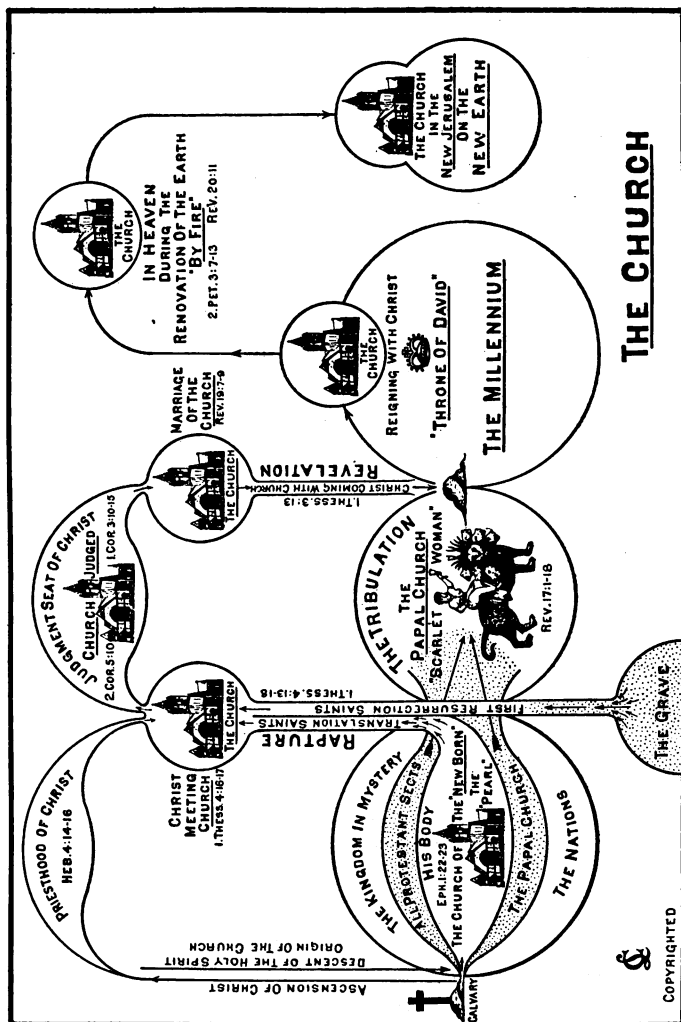 THE CHURCH
PRIESTHOOD OF CHRIST
HEB. 4:14-16
JUDGMENT SEAT OF CHRIST
2.COR.5:10
CHURCH JUDGED
1.COR.3:10-15
ASCENSION OF CHRIST
DESCENT OF THE HOLY SPIRIT
ORIGIN OF THE CHURCH
CHRIST
MEETING
CHURCH
1.THESS.4:16-17
THE CHURCH
RAPTURE
TRANSLATION SAINTS
FIRST RESURRECTION SAINTS
1.THESS.4:13-18
MARRIAGE
OF THE
CHURCH
REV.19:7-9
THE CHURCH
REVELATION
CHRIST COMING WITH CHURCH
1.THESS.3:13
THE
CHURCH
IN HEAVEN
DURING THE
RENOVATION OF THE EARTH
"BY FIRE"
2.PET.3:7-13 REV.20:11
CALVARY
THE KINGDOM IN MYSTERY
ALL PROTESTANT SECTS
HIS BODY
EPH.1:22-23
THE CHURCH OF THE "NEW BORN"
THE
"PEARL"
THE PAPAL CHURCH
THE NATIONS
THE TRIBULATION
THE
PAPAL CHURCH
"SCARLET WOMAN"
REV.17:1-18
THE GRAVE
THE
CHURCH
REIGNING WITH CHRIST
"THRONE OF DAVID"
THE MILLENNIUM
THE CHURCH
IN THE
NEW JERUSALEM
ON THE
NEW EARTH
COPYRIGHTED